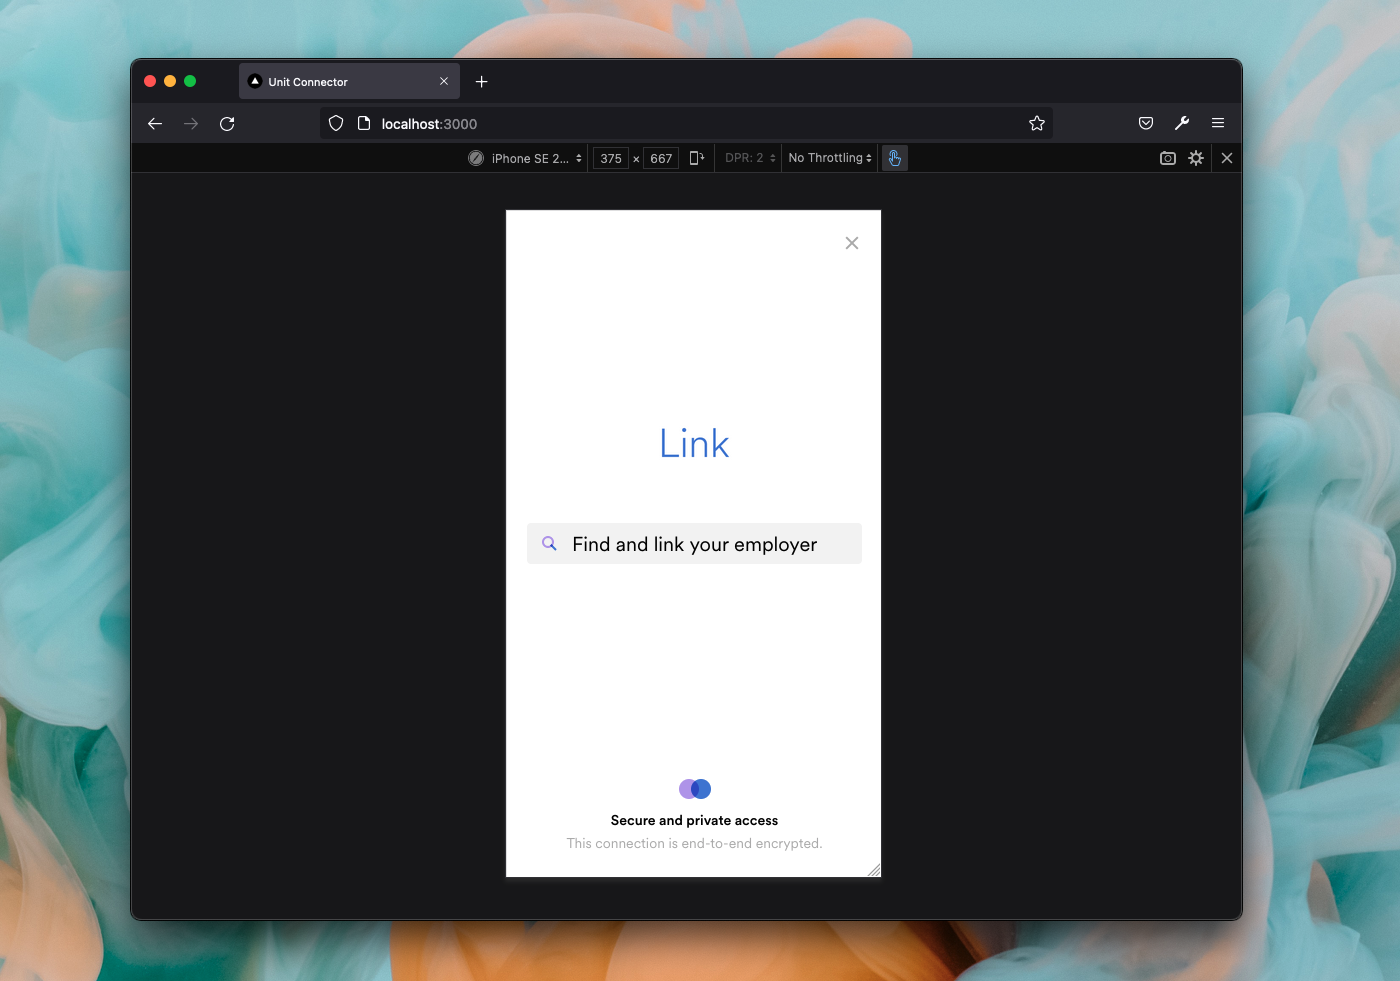 Unit Connector
localhost:3000
iPhone SE 2... 375 × 667 DPR: 2 No Throttling
Link
Find and link your employer
Secure and private access
This connection is end-to-end encrypted.